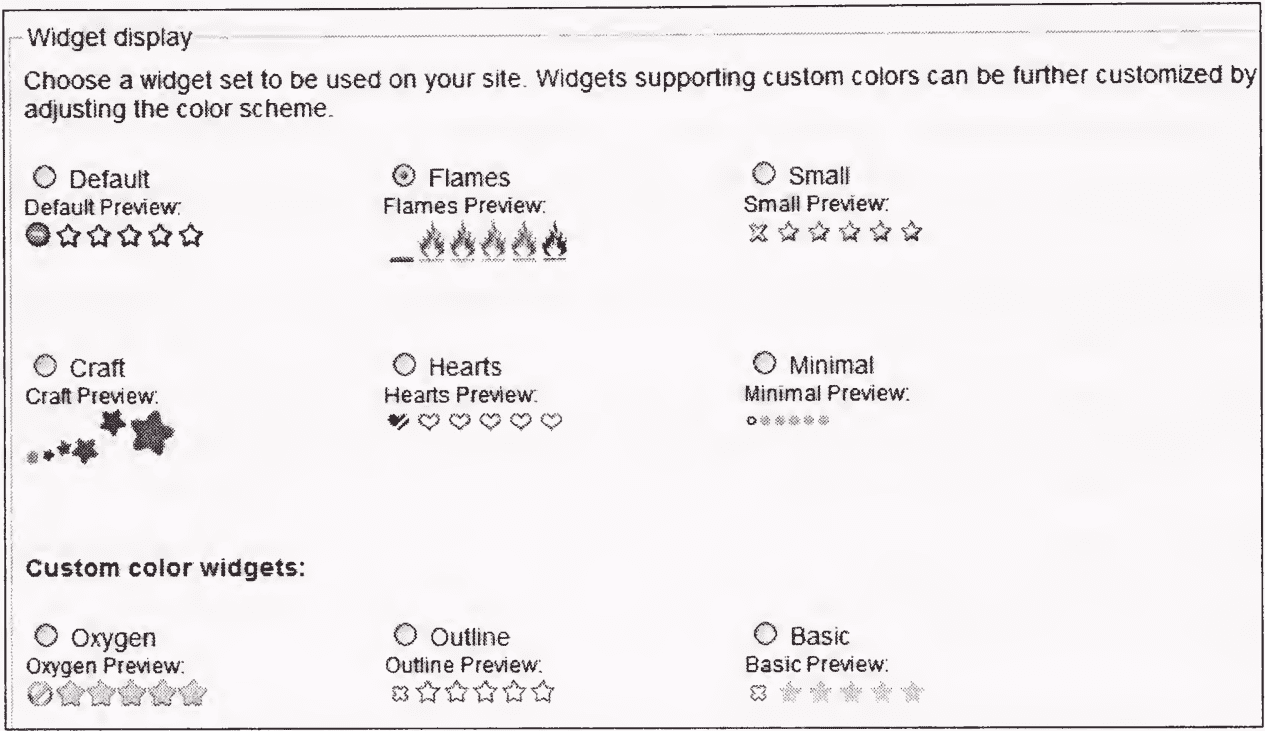 Widget display
Choose a widget set to be used on your site. Widgets supporting custom colors can be further customized by
adjusting the color scheme.
Default
Flames
Small
Default Preview:
Flames Preview:
Small Preview:
Craft
Hearts
Minimal
Craft Preview:
Hearts Preview:
Minimal Preview:
Custom color widgets:
Oxygen
Outline
Basic
Oxygen Preview:
Outline Preview:
Basic Preview: